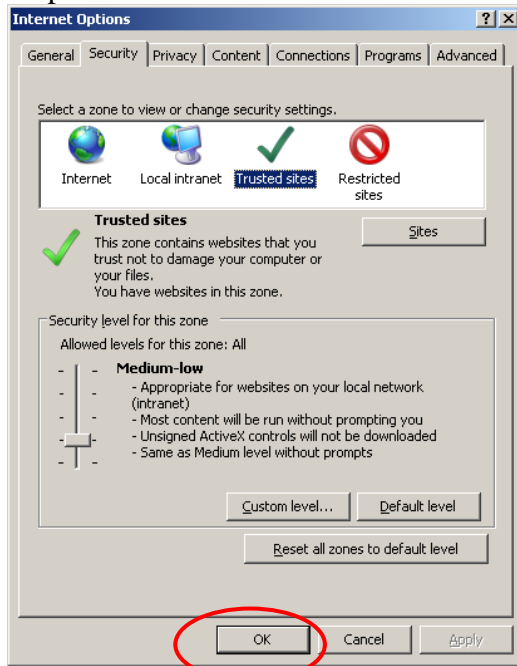 Internet Options
General Security Privacy Content Connections Programs Advanced
Select a zone to view or change security settings.
Internet Local intranet Trusted sites Restricted sites
Trusted sites
Sites
This zone contains websites that you
trust not to damage your computer or
your files.
You have websites in this zone.
Security level for this zone
Allowed levels for this zone: All
Medium-low
- Appropriate for websites on your local network
(intranet)
- Most content will be run without prompting you
- Unsigned ActiveX controls will not be downloaded
- Same as Medium level without prompts
Custom level... Default level
Reset all zones to default level
OK Cancel Apply